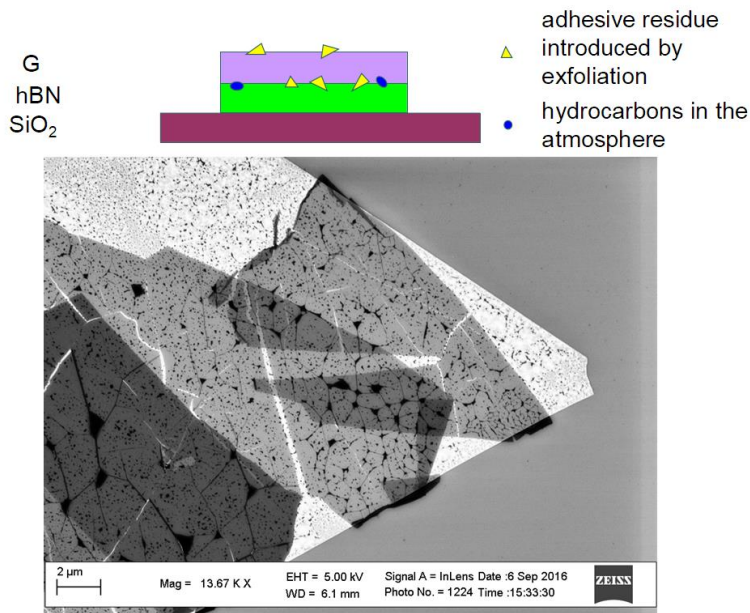 adhesive residue
introduced by
exfoliation
G
hBN
SiO₂
hydrocarbons in the
atmosphere
2 µm
Mag = 13.67 K X
EHT = 5.00 kV
WD = 6.1 mm
Signal A = InLens Date :6 Sep 2016
Photo No. = 1224 Time :15:33:30
ZEISS